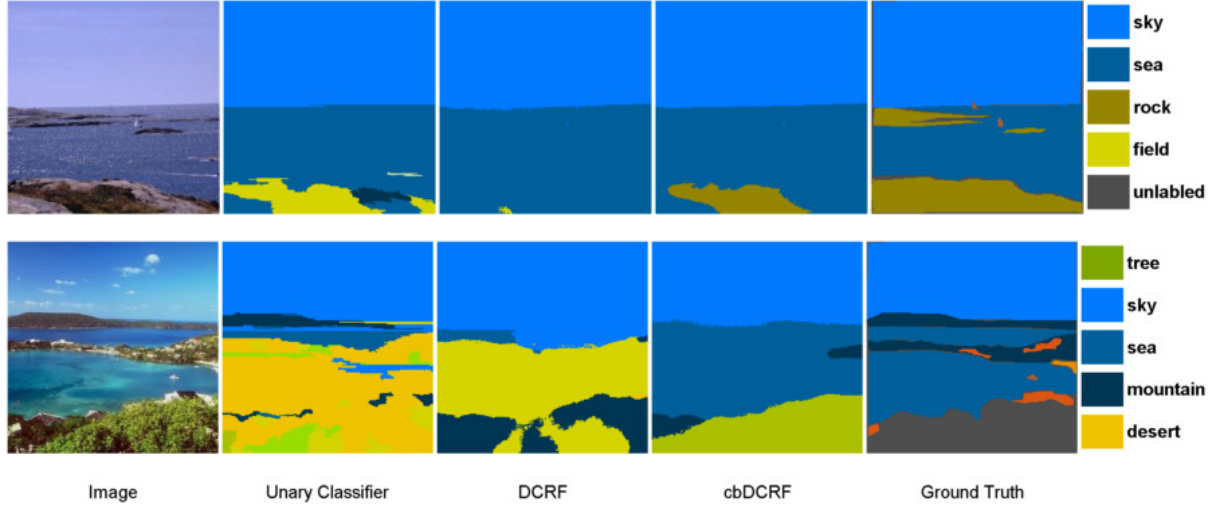 sky
sea
rock
field
unlabled
tree
sky
sea
mountain
desert
Image Unary Classifier DCRF cbDCRF Ground Truth